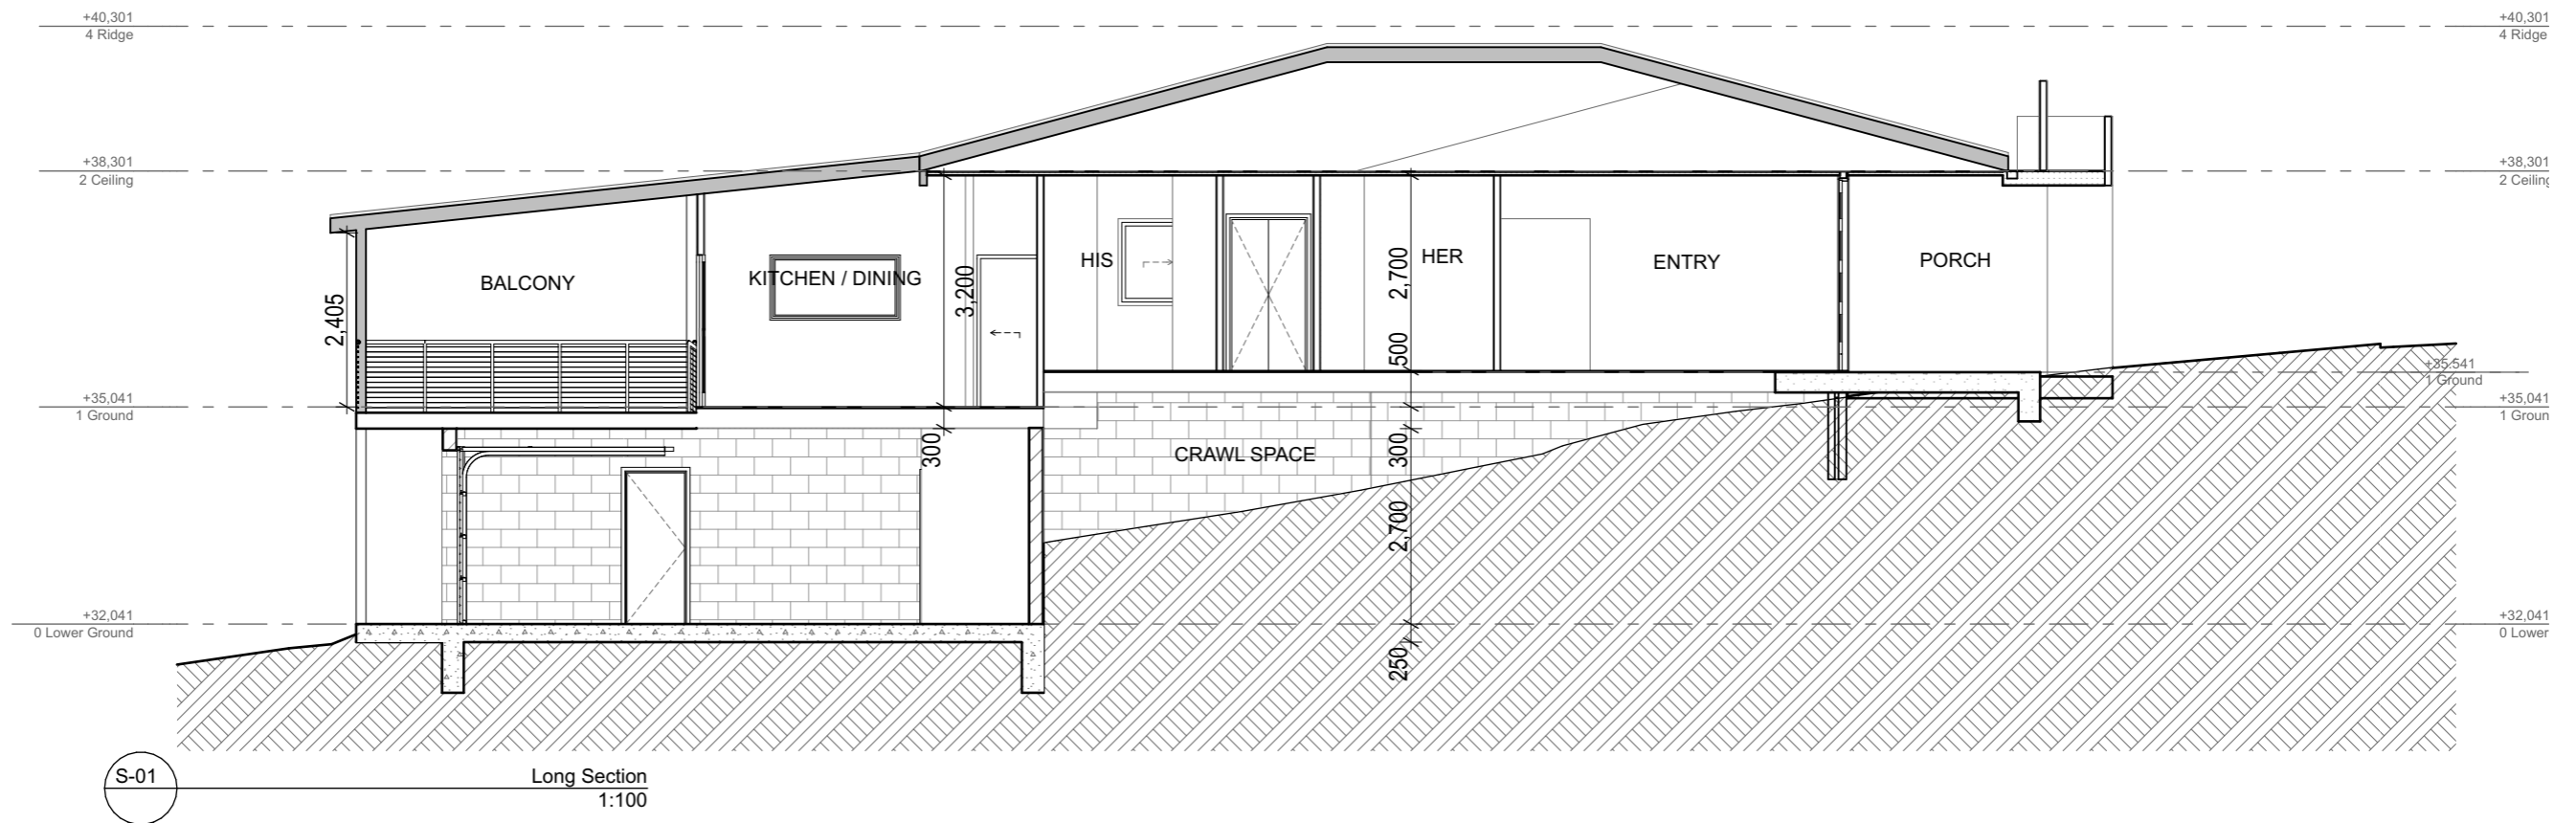 +40,301
4 Ridge
+40,301
4 Ridge
+38,301
2 Ceiling
+38,301
2 Ceiling
BALCONY
KITCHEN / DINING
HIS
HER
ENTRY
PORCH
2,405
3,200
2,700
500
+35,541
1 Ground
+35,041
1 Ground
+35,041
1 Groun
300
300
CRAWL SPACE
2,700
+32,041
0 Lower Ground
+32,041
0 Lower
250
S-01
Long Section
1:100